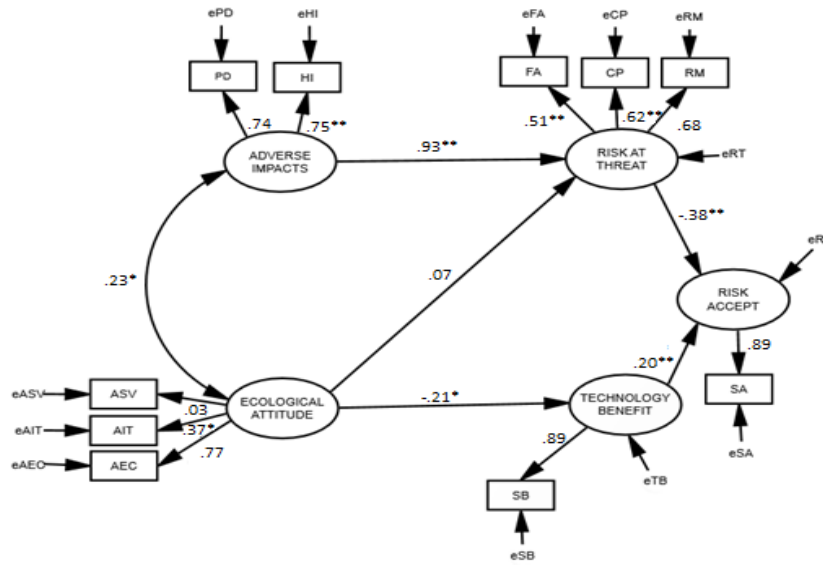 ePD
eHI
eFA
eCP
eRM
PD
HI
FA
CP
RM
.74
.75**
.51**
.62**
.68
ADVERSE
IMPACTS
.93**
RISK AT
THREAT
eRT
-.38**
.23*
.07
eR
RISK
ACCEPT
.89
.20**
SA
eSA
eASV
ASV
.03
eAIT
AIT
.37*
eAEO
AEC
.77
ECOLOGICAL
ATTITUDE
-.21*
TECHNOLOGY
BENEFIT
.89
eTB
SB
eSB